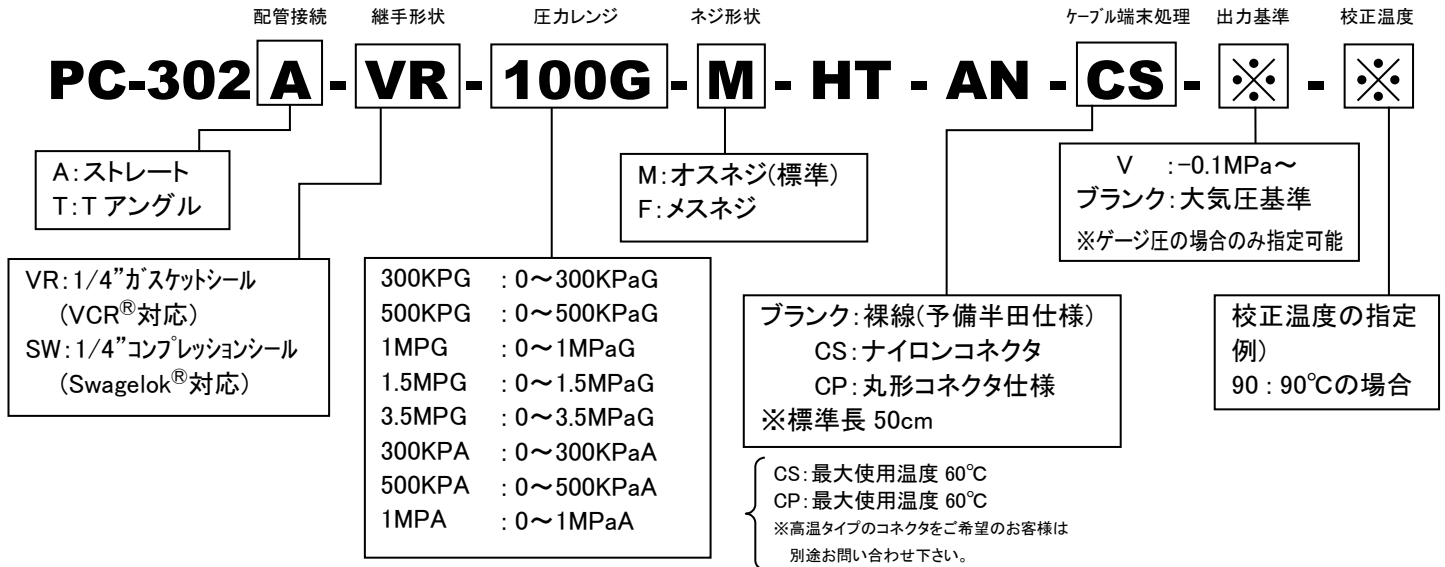 配管接続 継手形状 圧力レンジ ネジ形状 ケーブル端末処理 出力基準 校正温度
PC-302 A - VR - 100G - M - HT - AN - CS - ※ - ※
A:ストレート
T:T アングル
M:オスネジ(標準)
F:メスネジ
V :-0.1MPa~
ブランク:大気圧基準
※ゲージ圧の場合のみ指定可能
VR:1/4”ガスケットシール
(VCR®対応)
SW:1/4”コンプレッションシール
(Swagelok®対応)
300KPG :0~300KPaG
500KPG :0~500KPaG
1MPG :0~1MPaG
1.5MPG :0~1.5MPaG
3.5MPG :0~3.5MPaG
300KPA :0~300KPaA
500KPA :0~500KPaA
1MPA :0~1MPaA
ブランク:裸線(予備半田仕様)
CS:ナイロンコネクタ
CP:丸形コネクタ仕様
※標準長 50cm
校正温度の指定
例)
90:90℃の場合
CS:最大使用温度 60℃
CP:最大使用温度 60℃
※高温タイプのコネクタをご希望のお客様は
別途お問い合わせ下さい。